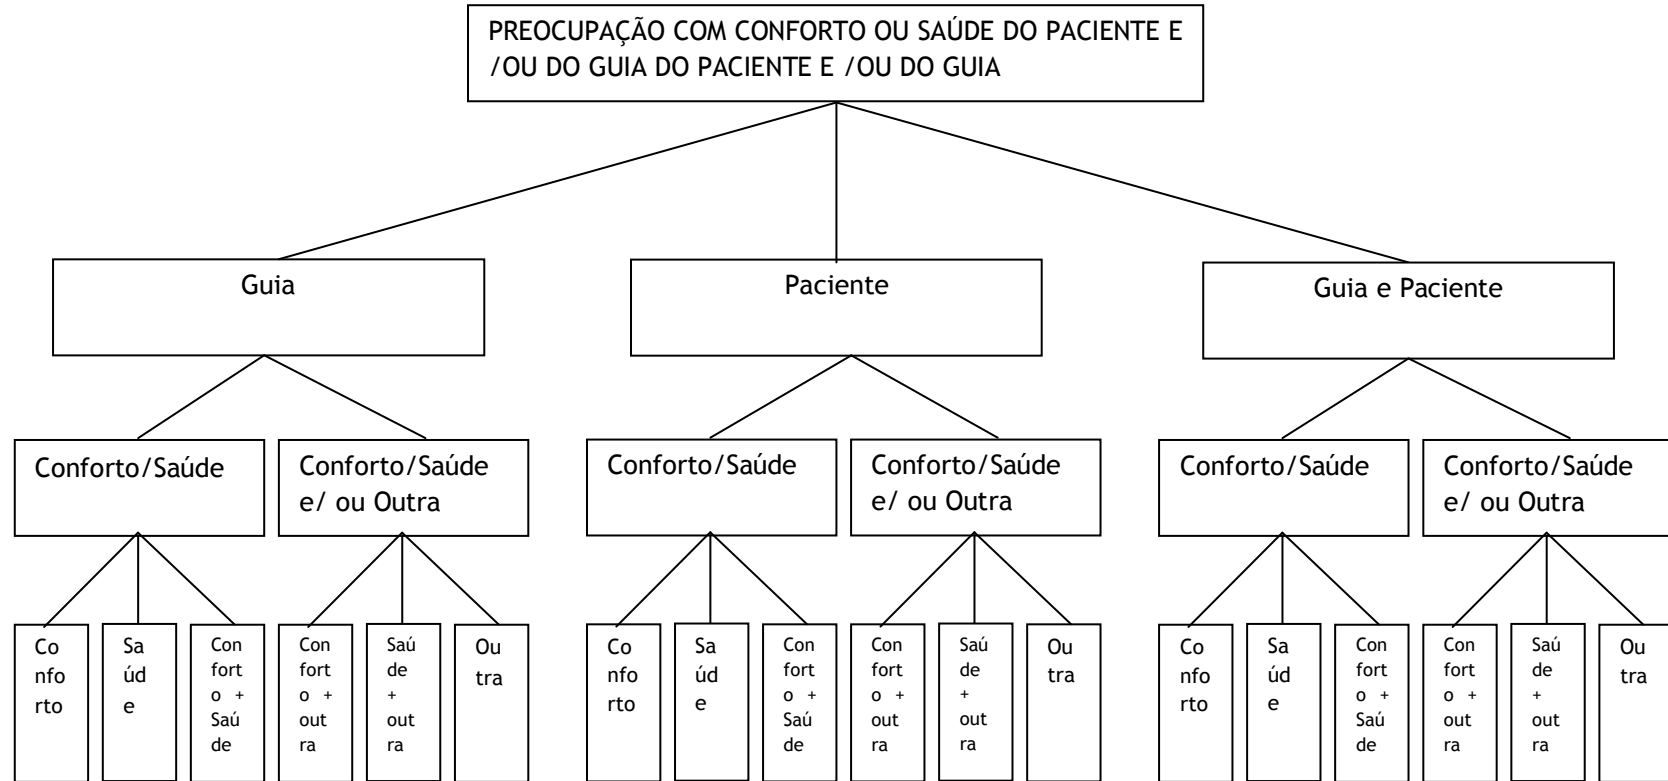 PREOCUPAÇÃO COM CONFORTO OU SAÚDE DO PACIENTE E
/OU DO GUIA DO PACIENTE E /OU DO GUIA
Guia
Paciente
Guia e Paciente
Conforto/Saúde
Conforto/Saúde
e/ ou Outra
Conforto/Saúde
Conforto/Saúde
e/ ou Outra
Conforto/Saúde
Conforto/Saúde
e/ ou Outra
Co
nfo
rto
Sa
úd
e
Con
fort
o +
Saú
de
Con
fort
o +
out
ra
Saú
de
+
out
ra
Ou
tra
Co
nfo
rto
Sa
úd
e
Con
fort
o +
Saú
de
Con
fort
o +
out
ra
Saú
de
+
out
ra
Ou
tra
Co
nfo
rto
Sa
úd
e
Con
fort
o +
Saú
de
Con
fort
o +
out
ra
Saú
de
+
out
ra
Ou
tra